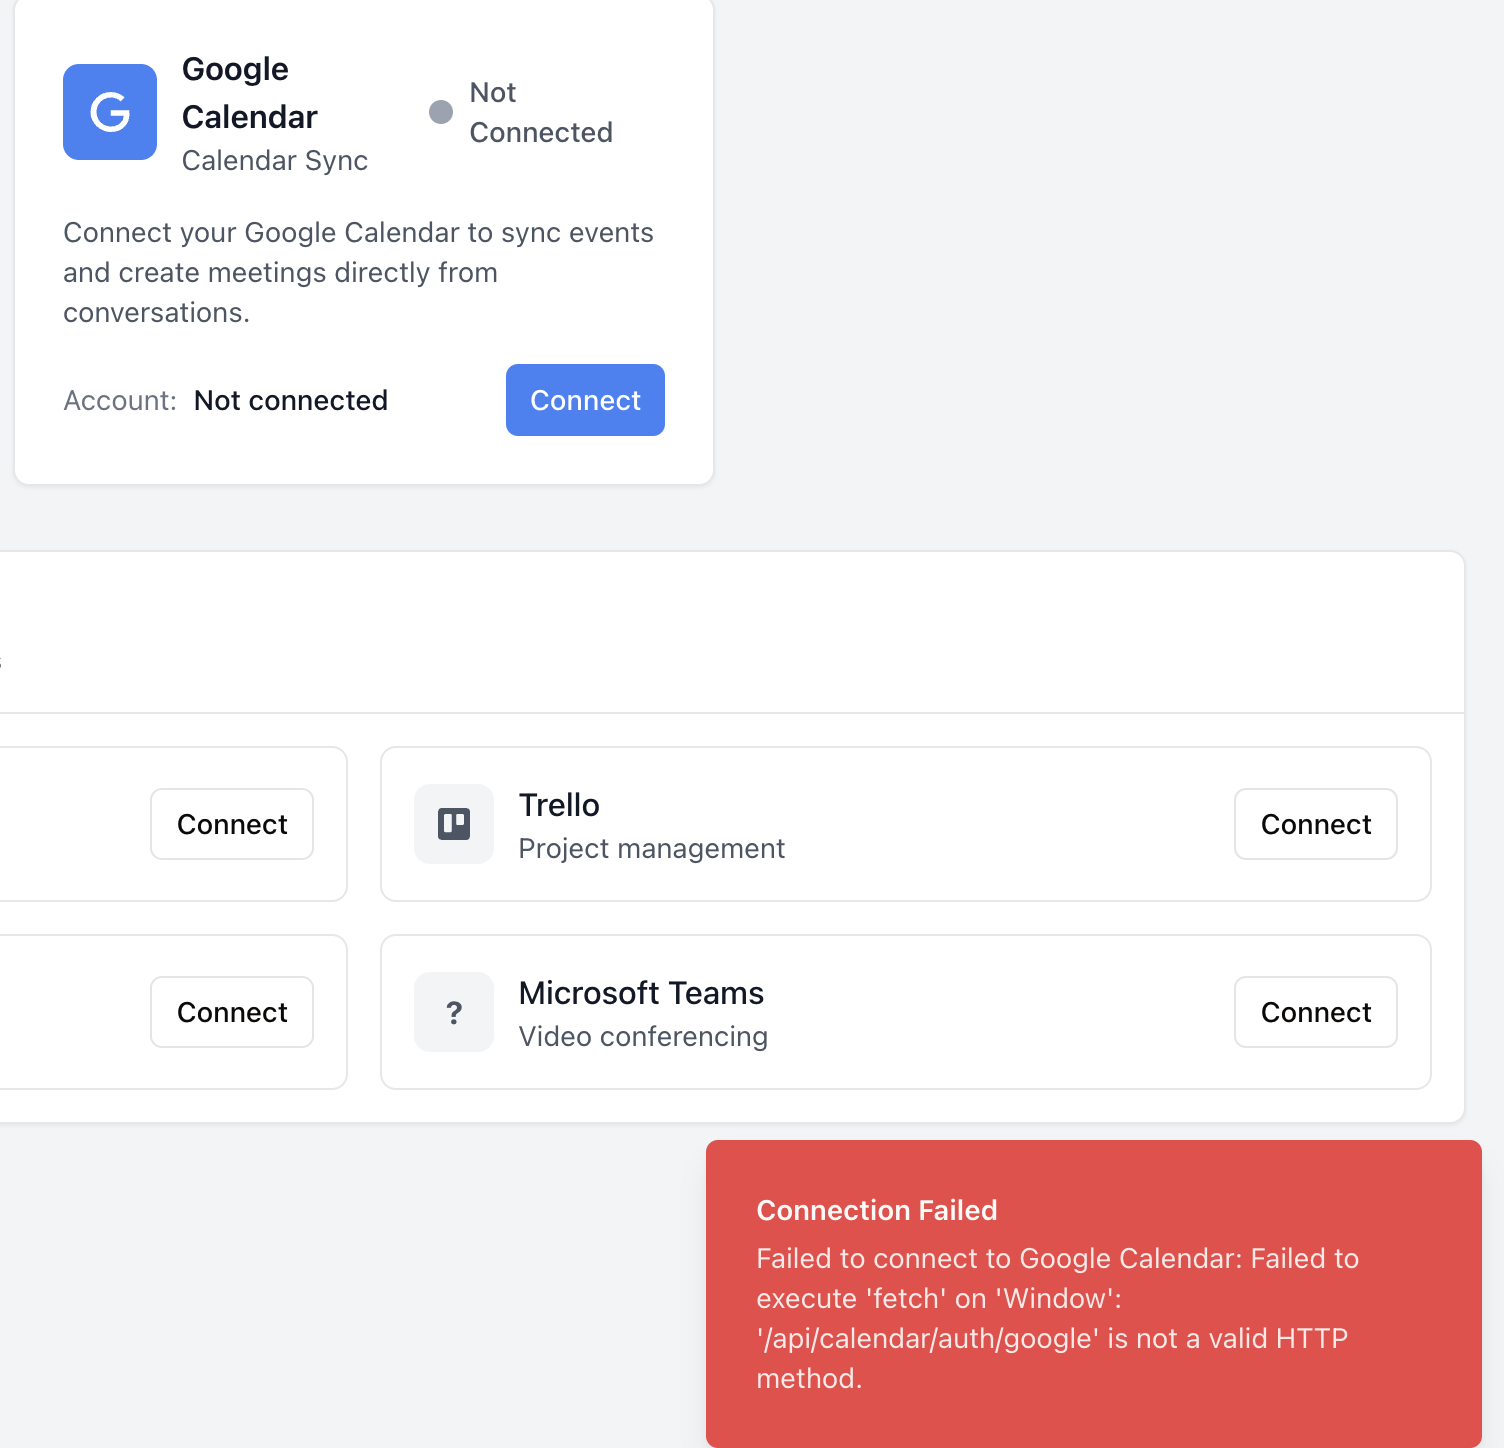 Google
Calendar
Calendar Sync
Not
Connected
Connect your Google Calendar to sync events
and create meetings directly from
conversations.
Account: Not connected
Connect
Connect
Trello
Project management
Connect
Connect
?
Microsoft Teams
Video conferencing
Connect
Connection Failed
Failed to connect to Google Calendar: Failed to
execute 'fetch' on 'Window':
'/api/calendar/auth/google' is not a valid HTTP
method.